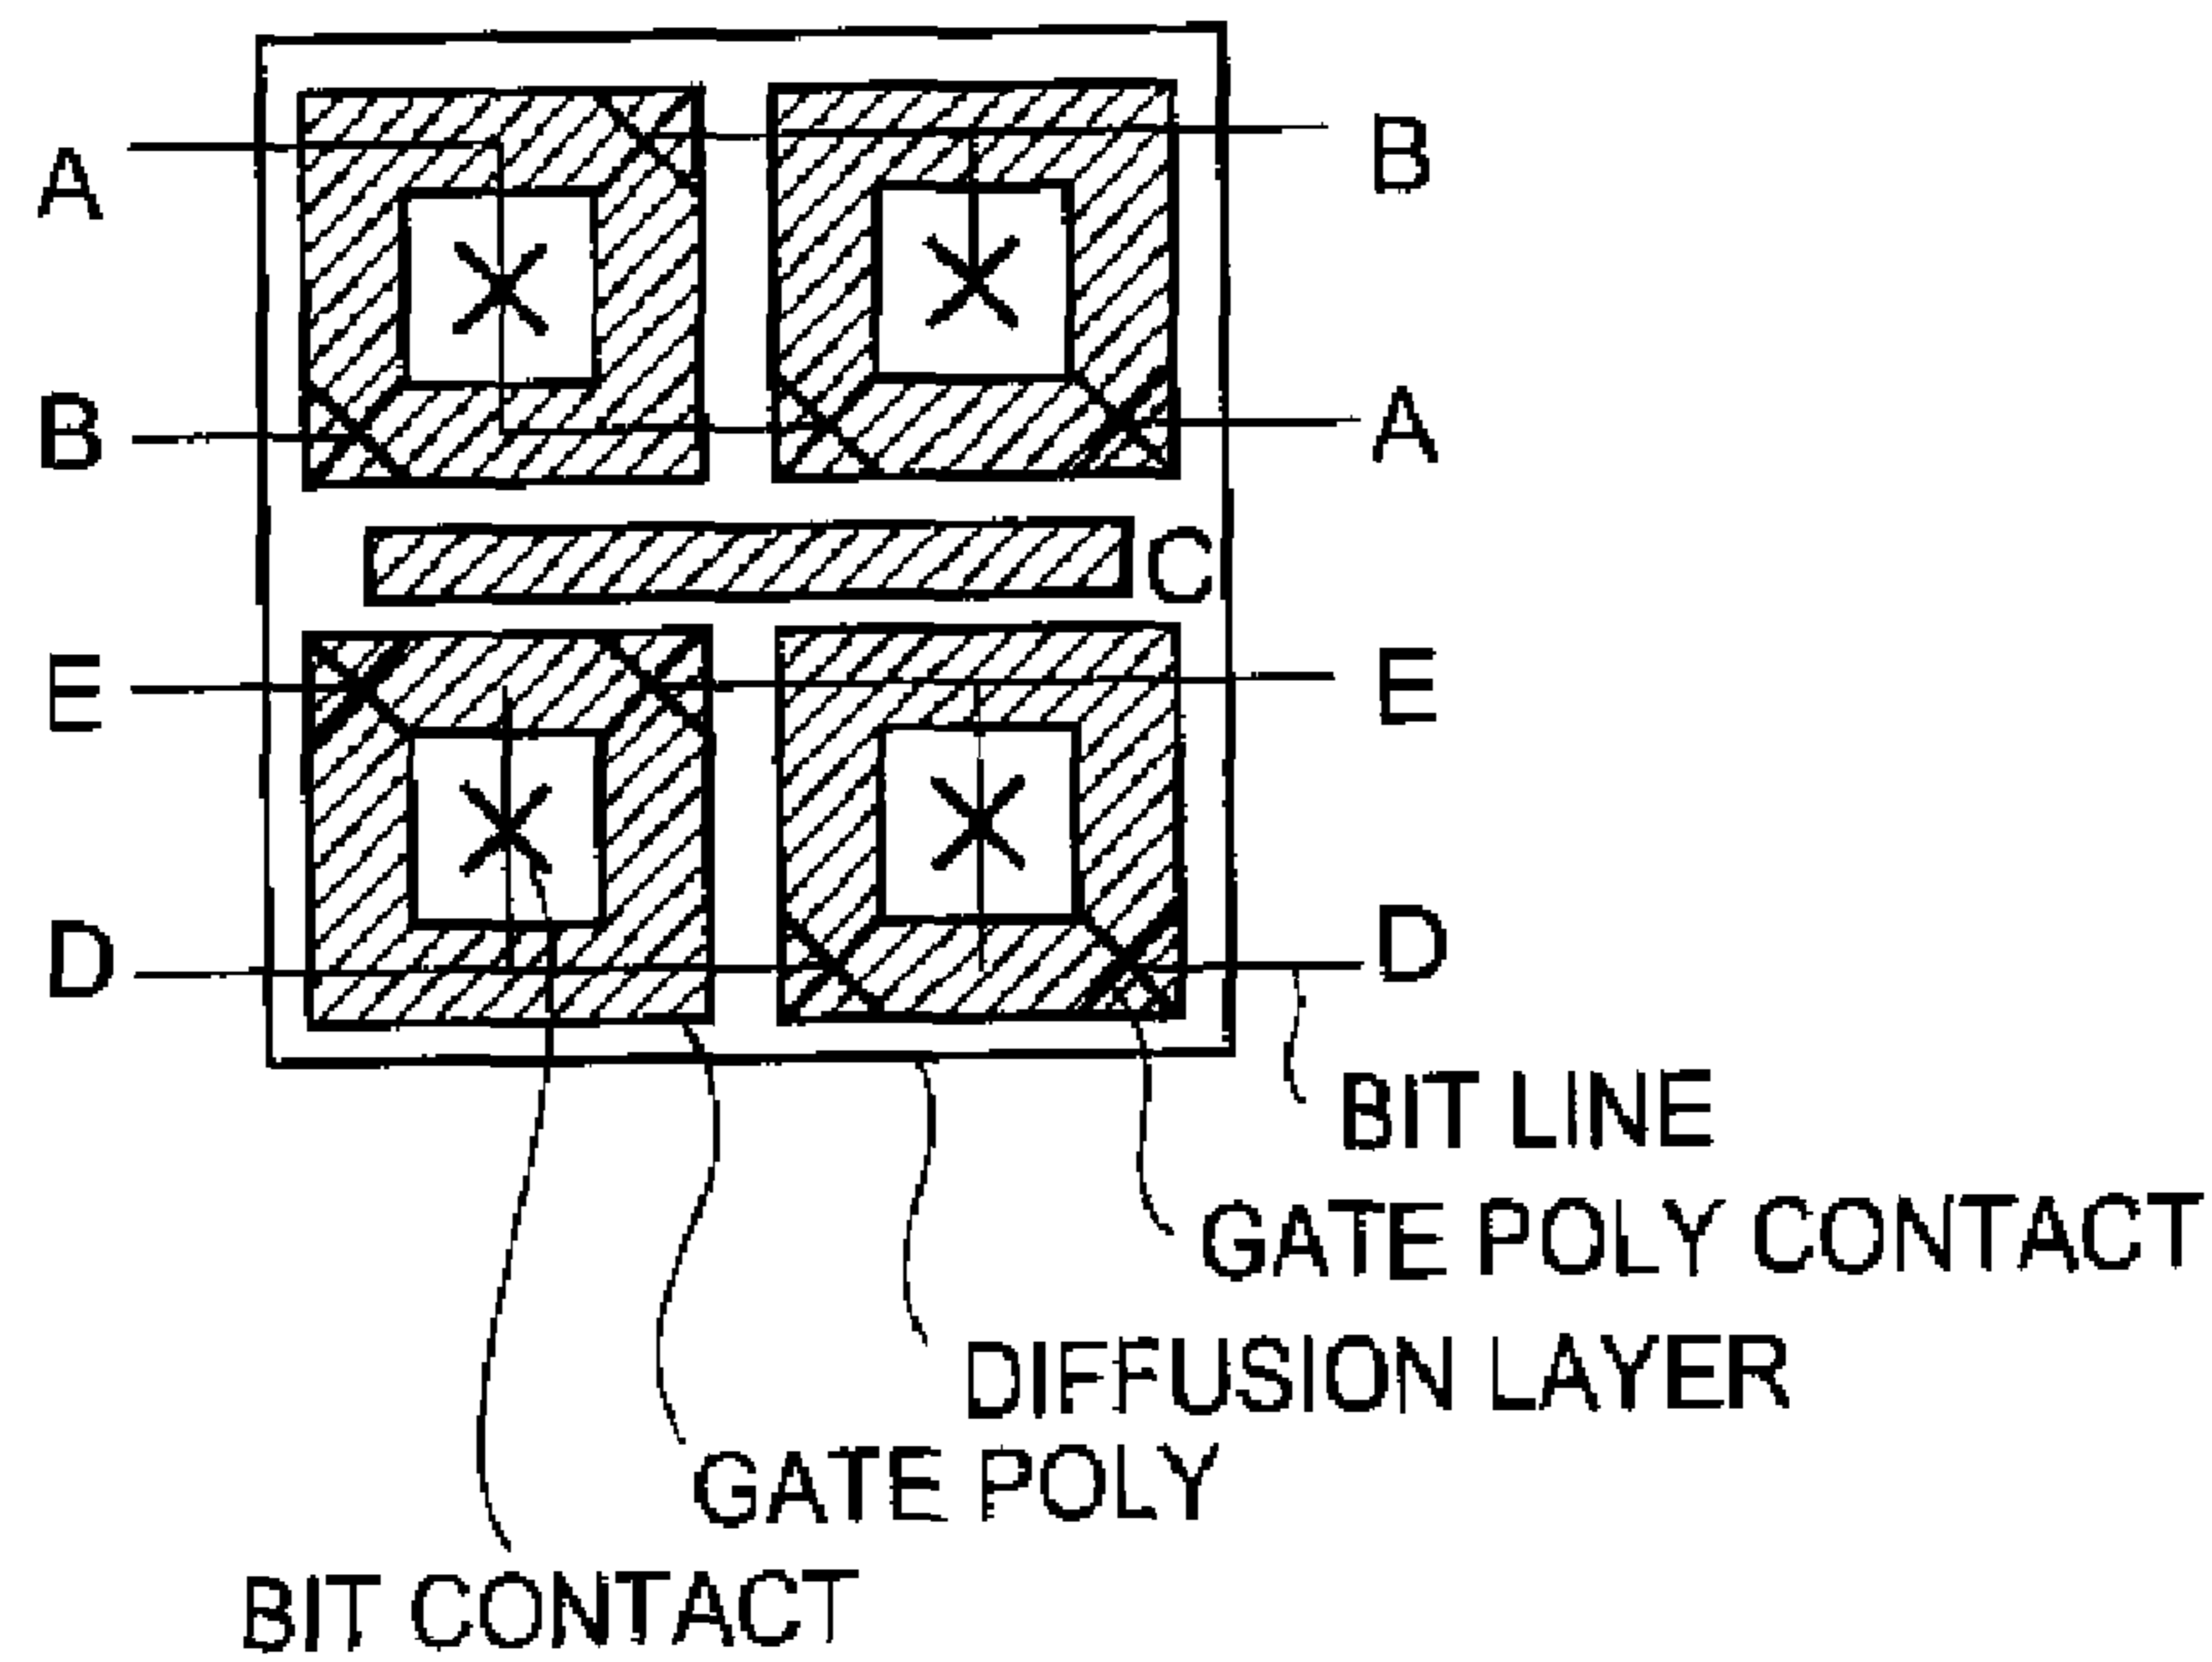 A
B
B
A
C
E
E
D
D
BIT LINE
GATE POLY CONTACT
DIFFUSION LAYER
GATE POLY
BIT CONTACT